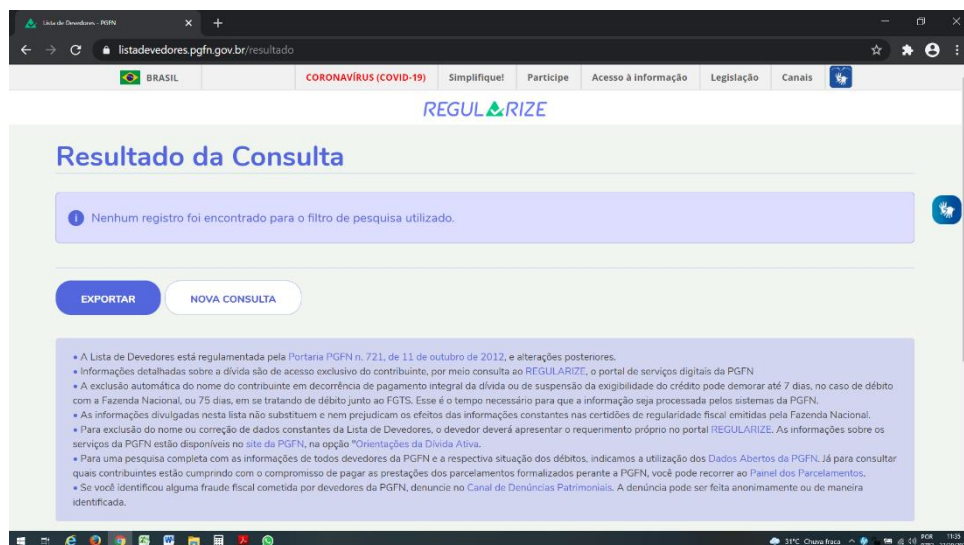 Lista de Devedores - PGFN
listadevedores.pgfn.gov.br/resultado
BRASIL CORONAVÍRUS (COVID-19) Simplifique! Participe Acesso à informação Legislação Canais
REGULARIZE
Resultado da Consulta
Nenhum registro foi encontrado para o filtro de pesquisa utilizado.
EXPORTAR NOVA CONSULTA
• A Lista de Devedores está regulamentada pela Portaria PGFN n. 721, de 11 de outubro de 2012, e alterações posteriores.
• Informações detalhadas sobre a dívida são de acesso exclusivo do contribuinte, por meio consulta ao REGULARIZE, o portal de serviços digitais da PGFN
• A exclusão automática do nome do contribuinte em decorrência de pagamento integral da dívida ou de suspensão da exigibilidade do crédito pode demorar até 7 dias, no caso de débito
com a Fazenda Nacional, ou 75 dias, em se tratando de débito junto ao FGTS. Esse é o tempo necessário para que a informação seja processada pelos sistemas da PGFN.
• As informações divulgadas nesta lista não substituem e nem prejudicam os efeitos das informações constantes nas certidões de regularidade fiscal emitidas pela Fazenda Nacional.
• Para exclusão do nome ou correção de dados constantes da Lista de Devedores, o devedor deverá apresentar o requerimento próprio no portal REGULARIZE. As informações sobre os
serviços da PGFN estão disponíveis no site da PGFN, na opção "Orientações da Dívida Ativa.
• Para uma pesquisa completa com as informações de todos devedores da PGFN e a respectiva situação dos débitos, indicamos a utilização dos Dados Abertos da PGFN. Já para consultar
quais contribuintes estão cumprindo com o compromisso de pagar as prestações dos parcelamentos formalizados perante a PGFN, você pode recorrer ao Painel dos Parcelamentos.
• Se você identificou alguma fraude fiscal cometida por devedores da PGFN, denuncie no Canal de Denúncias Patrimoniais. A denúncia pode ser feita anonimamente ou de maneira
identificada.
31°C Chuva fraca POR 11:35